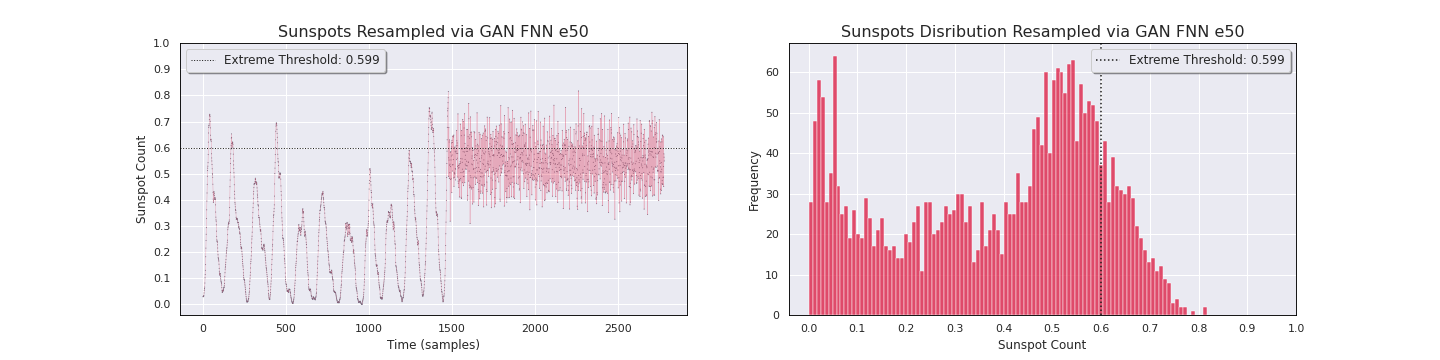 Sunspots Resampled via GAN FNN e50
Extreme Threshold: 0.599
Sunspot Count
1.0
0.9
0.8
0.7
0.6
0.5
0.4
0.3
0.2
0.1
0.0
0 500 1000 1500 2000 2500
Time (samples)
Sunspots Disribution Resampled via GAN FNN e50
Extreme Threshold: 0.599
Frequency
60
50
40
30
20
10
0
0.0 0.1 0.2 0.3 0.4 0.5 0.6 0.7 0.8 0.9 1.0
Sunspot Count